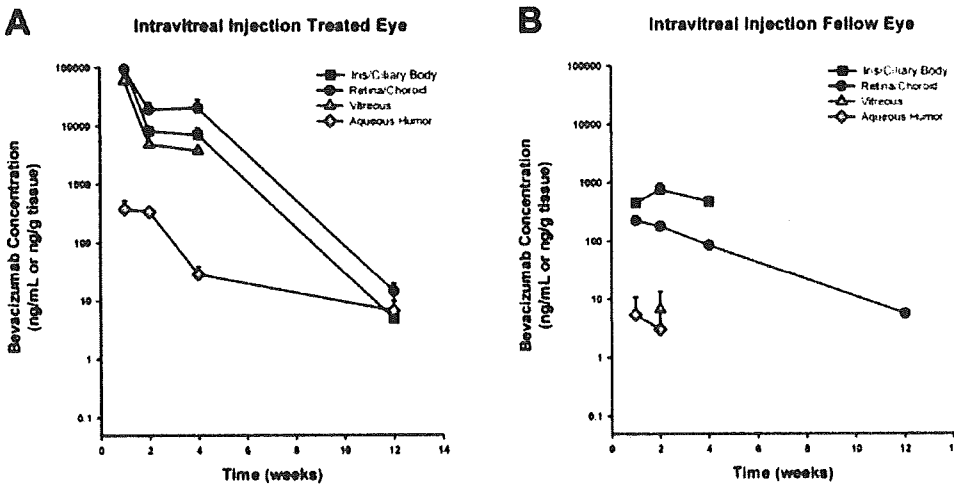 A
Intravitreal Injection Treated Eye
Iris/Ciliary Body
Retina/Choroid
Vitreous
Aqueous Humor
100000
10000
1000
100
10
1
0.1
Bevacizumab Concentration
(ng/mL or ng/g tissue)
0 2 4 6 8 10 12 14
Time (weeks)
B
Intravitreal Injection Fellow Eye
Iris/Ciliary Body
Retina/Choroid
Vitreous
Aqueous Humor
100000
10000
1000
100
10
1
0.1
Bevacizumab Concentration
(ng/mL or ng/g tissue)
0 2 4 6 8 10 12
Time (weeks)